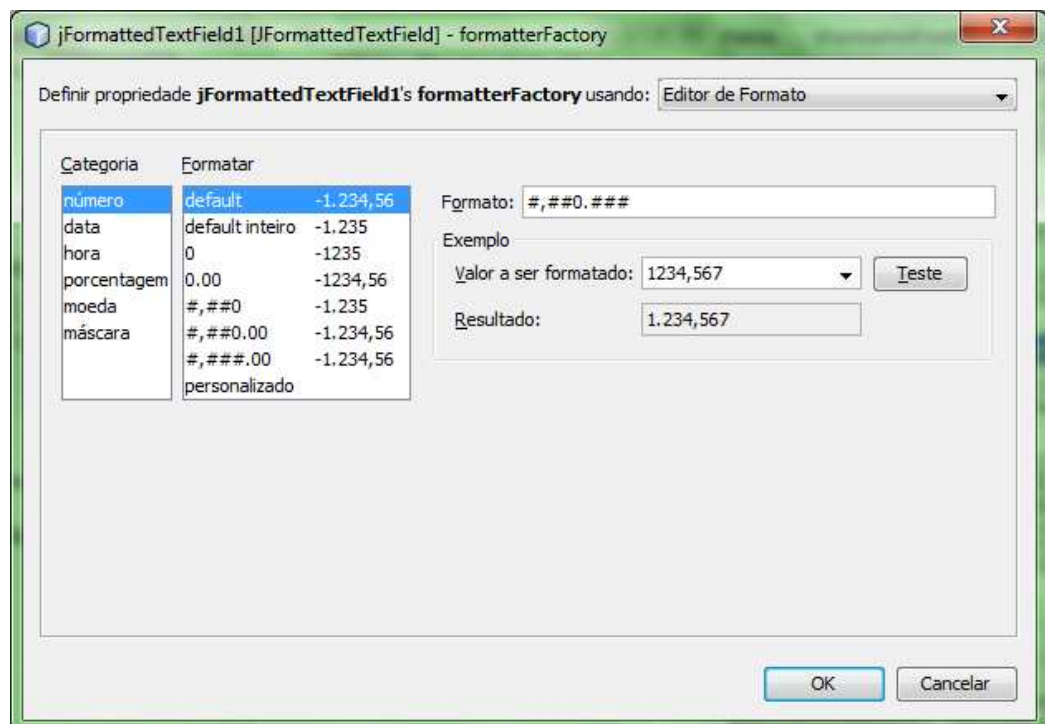 jFormattedTextField1 [JFormattedTextField] - formatterFactory
Definir propriedade jFormattedTextField1's formatterFactory usando: Editor de Formato
Categoria Formatar
número default -1.234,56 Formato: #,##0.###
data default inteiro -1.235 Exemplo
hora 0 -1235 Valor a ser formatado: 1234,567 Teste
porcentagem 0.00 -1234,56
moeda #,##0 -1.235 Resultado: 1.234,567
máscara #,##0.00 -1.234,56
#,###.00 -1.234,56
personalizado
OK Cancelar